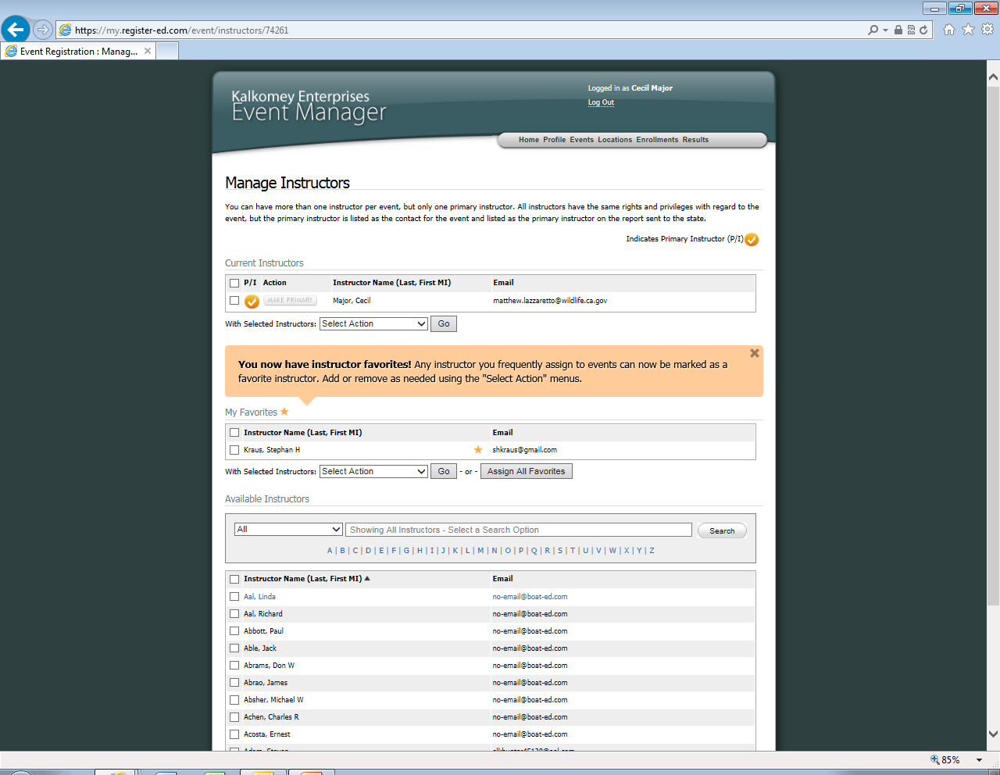 https://my.register-ed.com/event/instructors/74261
Event Registration : Manag...
Kalkomey Enterprises
Event Manager
Logged in as Cecil Major
Log Out
Home Profile Events Locations Enrollments Results
Manage Instructors
You can have more than one instructor per event, but only one primary instructor. All instructors have the same rights and privileges with regard to the
event, but the primary instructor is listed as the contact for the event and listed as the primary instructor on the report sent to the state.
Indicates Primary Instructor (P/I)
Current Instructors
P/I Action Instructor Name (Last, First MI) Email
MAKE PRIMARY Major, Cecil matthew.lazzaretto@wildlife.ca.gov
With Selected Instructors: Select Action Go
You now have instructor favorites! Any instructor you frequently assign to events can now be marked as a
favorite instructor. Add or remove as needed using the "Select Action" menus.
My Favorites
Instructor Name (Last, First MI) Email
Kraus, Stephan H shkraus@gmail.com
With Selected Instructors: Select Action Go - or - Assign All Favorites
Available Instructors
All Showing All Instructors - Select a Search Option Search
A | B | C | D | E | F | G | H | I | J | K | L | M | N | O | P | Q | R | S | T | U | V | W | X | Y | Z
Instructor Name (Last, First MI) Email
Aal, Linda no-email@boat-ed.com
Aal, Richard no-email@boat-ed.com
Abbott, Paul no-email@boat-ed.com
Able, Jack no-email@boat-ed.com
Abrams, Don W no-email@boat-ed.com
Abrao, James no-email@boat-ed.com
Absher, Michael W no-email@boat-ed.com
Achen, Charles R no-email@boat-ed.com
Acosta, Ernest no-email@boat-ed.com
85%